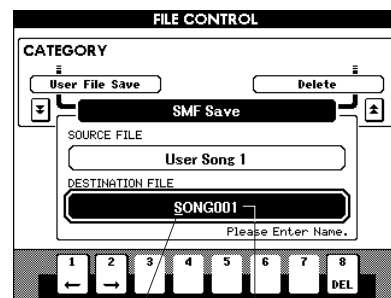 FILE CONTROL
CATEGORY
User File Save
Delete
SMF Save
SOURCE FILE
User Song 1
DESTINATION FILE
SONG001
Please Enter Name.
1 2 3 4 5 6 7 8
← → DEL